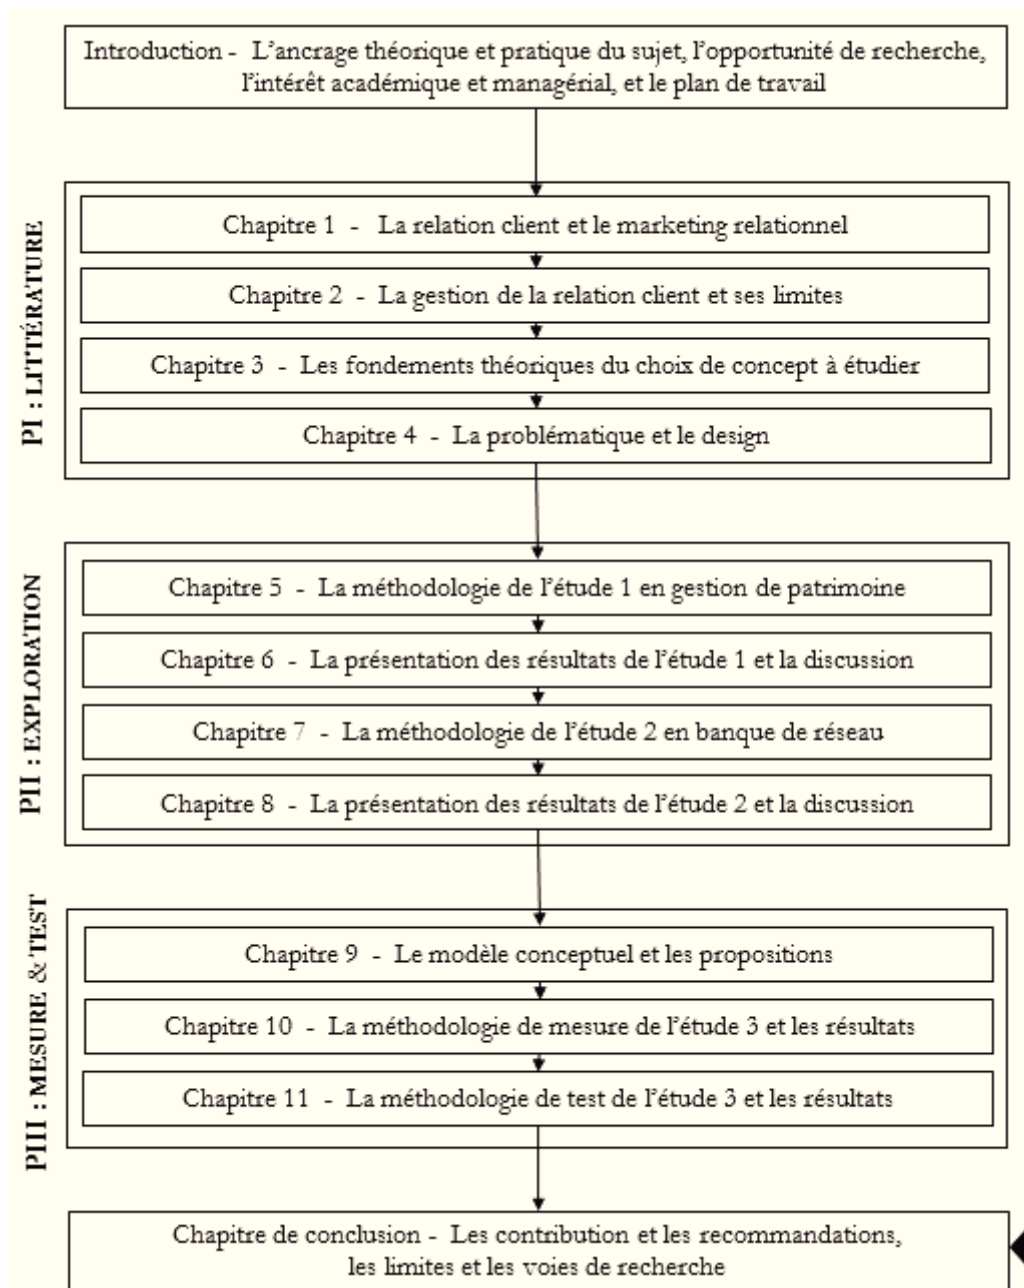 Introduction - L'ancrage théorique et pratique du sujet, l'opportunité de recherche,
l'intérêt académique et managérial, et le plan de travail
PI : LITTÉRATURE
Chapitre 1 - La relation client et le marketing relationnel
Chapitre 2 - La gestion de la relation client et ses limites
Chapitre 3 - Les fondements théoriques du choix de concept à étudier
Chapitre 4 - La problématique et le design
PII : EXPLORATION
Chapitre 5 - La méthodologie de l'étude 1 en gestion de patrimoine
Chapitre 6 - La présentation des résultats de l'étude 1 et la discussion
Chapitre 7 - La méthodologie de l'étude 2 en banque de réseau
Chapitre 8 - La présentation des résultats de l'étude 2 et la discussion
PIII : MESURE & TEST
Chapitre 9 - Le modèle conceptuel et les propositions
Chapitre 10 - La méthodologie de mesure de l'étude 3 et les résultats
Chapitre 11 - La méthodologie de test de l'étude 3 et les résultats
Chapitre de conclusion - Les contribution et les recommandations,
les limites et les voies de recherche